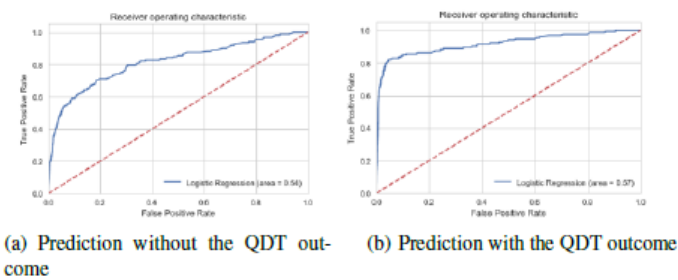 Receiver operating characteristic
1.0
0.8
0.6
0.4
0.2
0.0
True Positive Rate
Logistic Regression (area = 0.54)
0.0 0.2 0.4 0.6 0.8 1.0
False Positive Rate
Receiver operating characteristic
1.0
0.8
0.6
0.4
0.2
0.0
True Positive Rate
Logistic Regression (area = 0.57)
0.0 0.2 0.4 0.6 0.8 1.0
False Positive Rate
(a) Prediction without the QDT out-
come
(b) Prediction with the QDT outcome